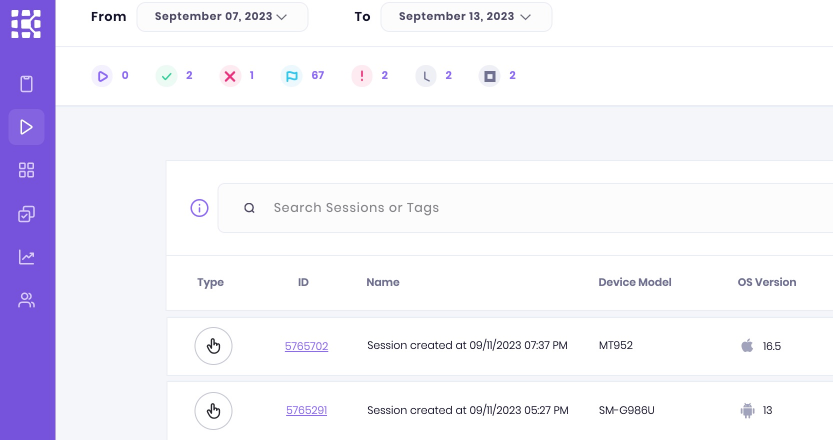 From September 07, 2023 To September 13, 2023
0 2 1 67 2 2 2
Search Sessions or Tags
Type ID Name Device Model OS Version
5765702 Session created at 09/11/2023 07:37 PM MT952 16.5
5765291 Session created at 09/11/2023 05:27 PM SM-G986U 13